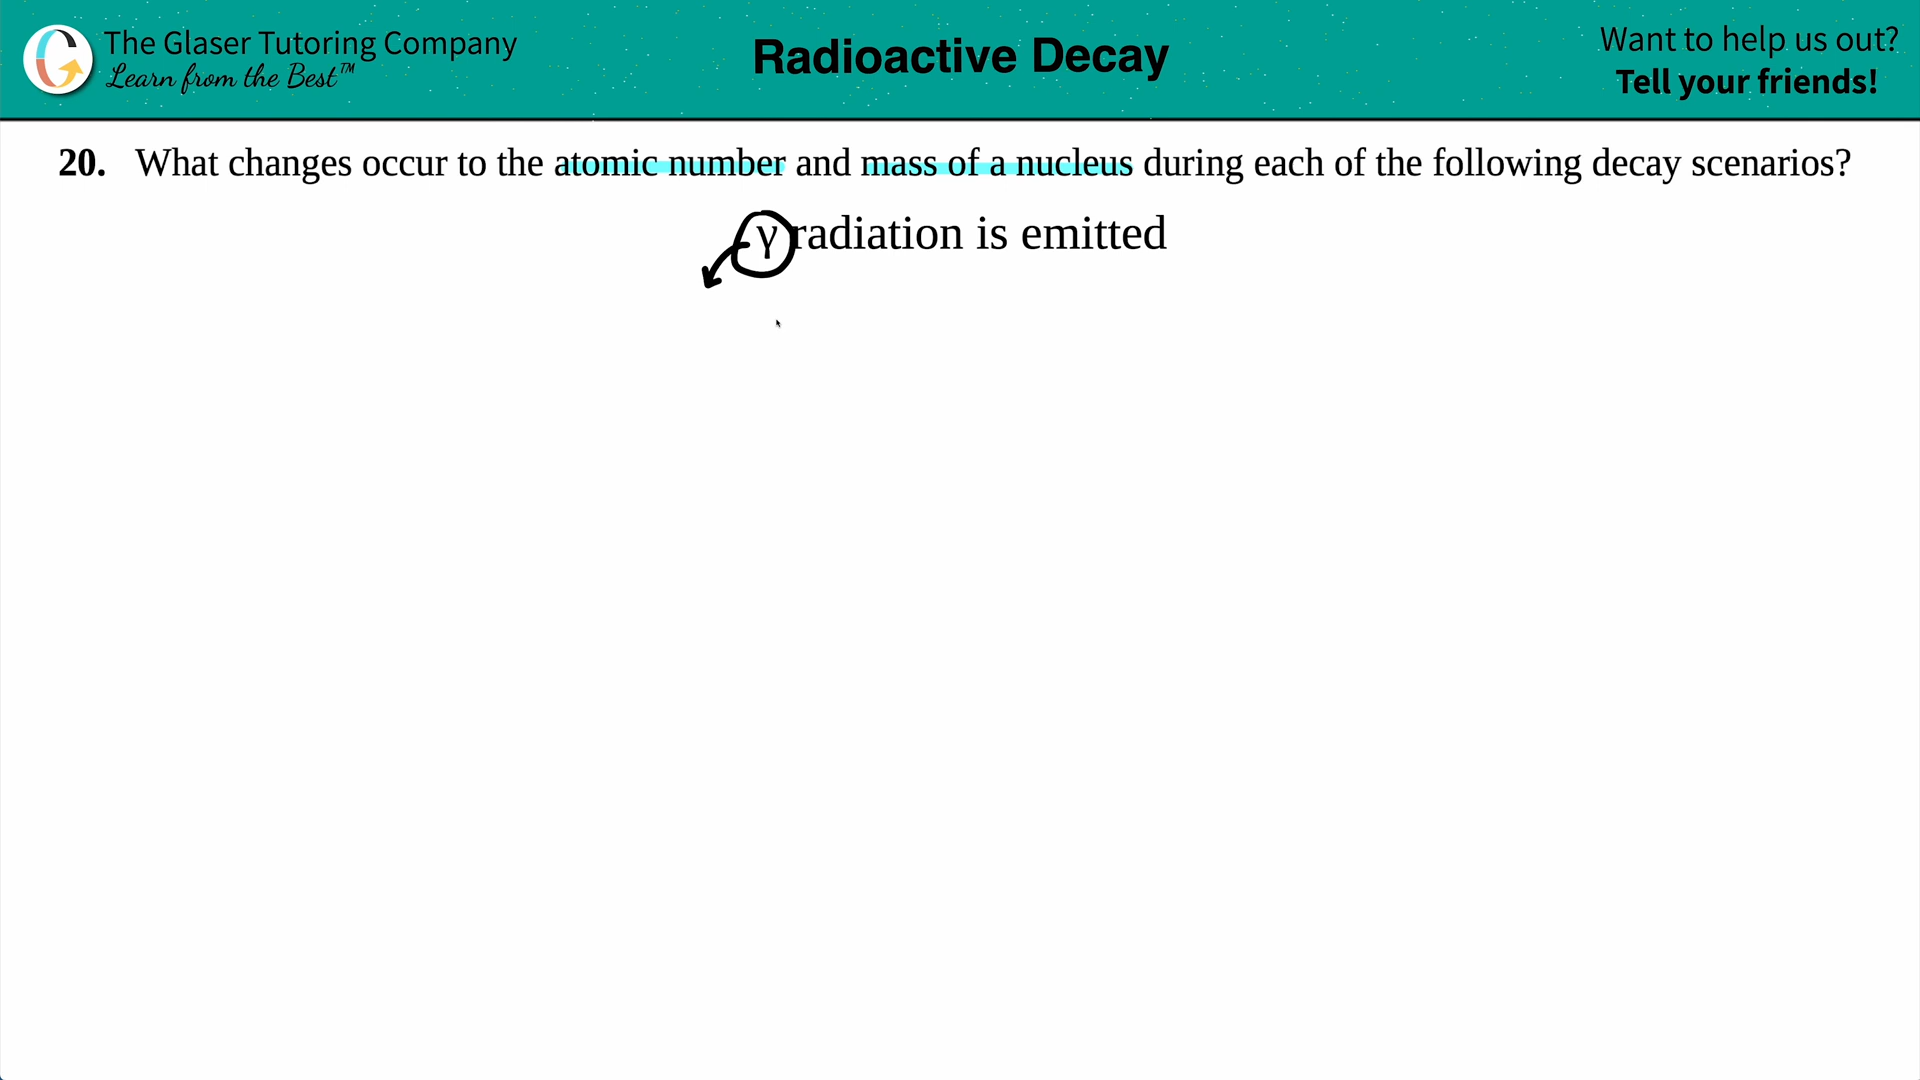 The Glaser Tutoring Company
Learn from the Best™
Radioactive Decay
Want to help us out?
Tell your friends!
20. What changes occur to the atomic number and mass of a nucleus during each of the following decay scenarios?
γ radiation is emitted